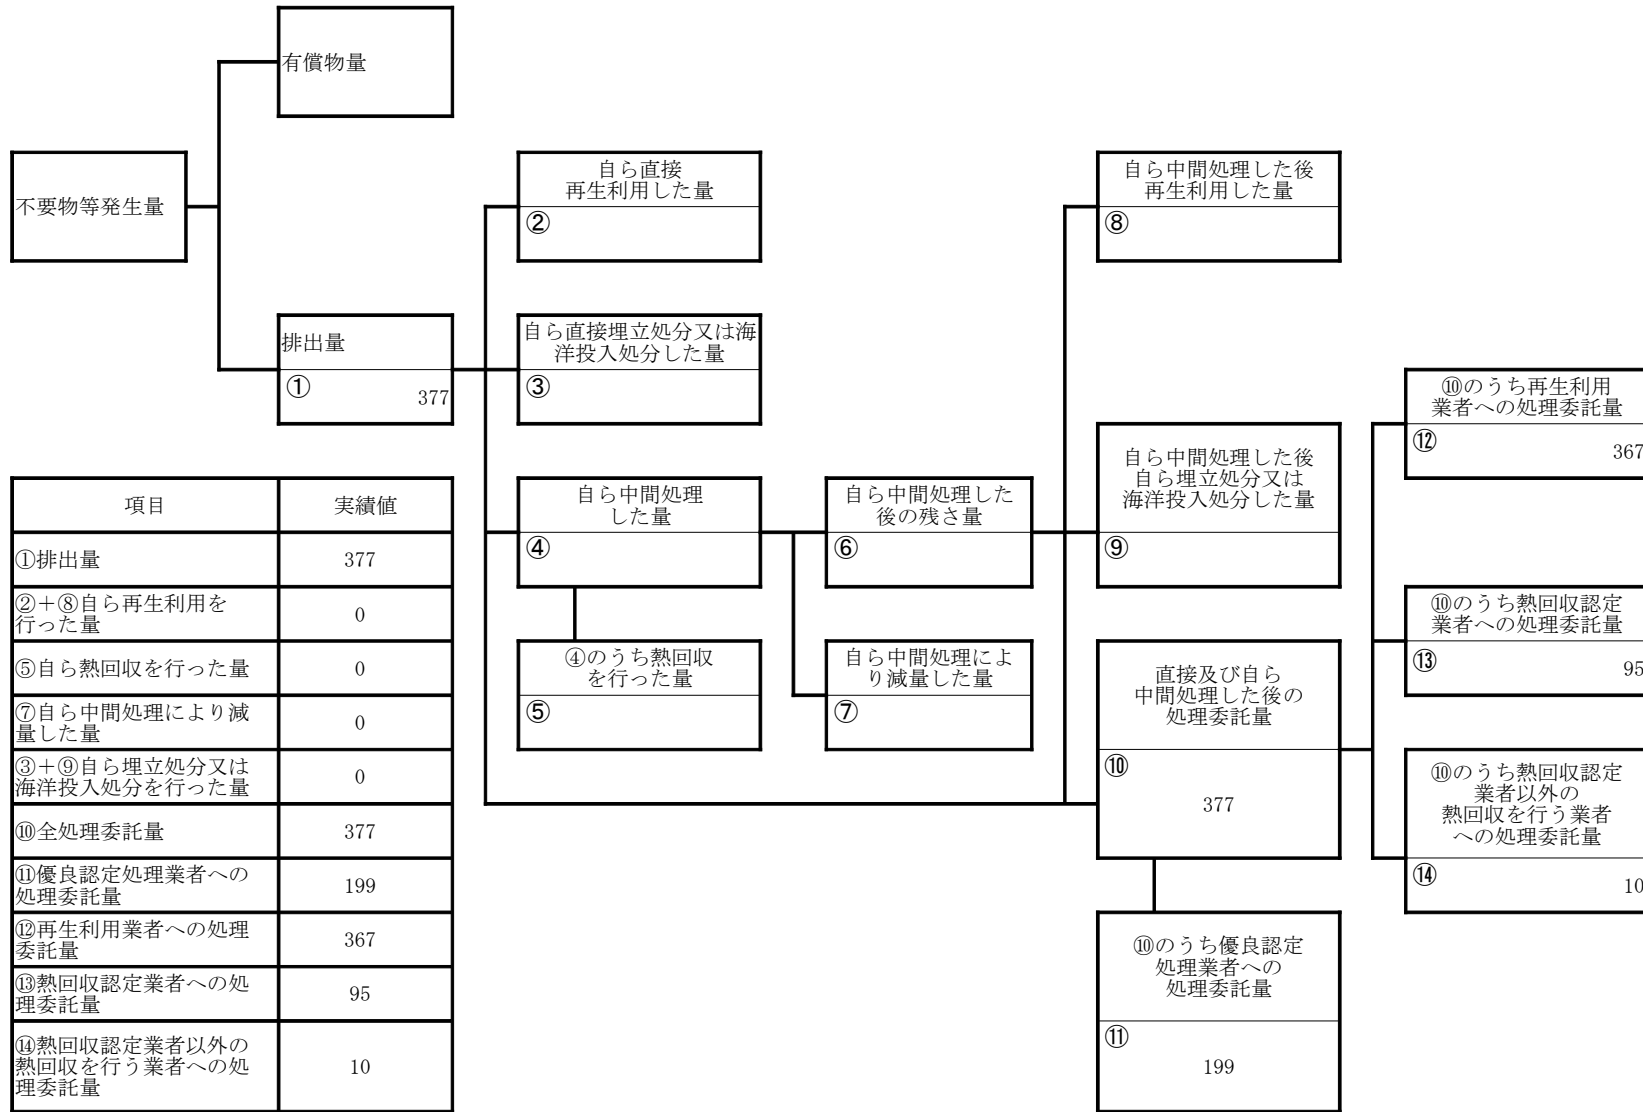 有償物量
不要物等発生量
排出量
①
377
自ら直接
再生利用した量
②
自ら直接埋立処分又は海
洋投入処分した量
③
自ら中間処理
した量
④
④のうち熱回収
を行った量
⑤
自ら中間処理した
後の残さ量
⑥
自ら中間処理によ
り減量した量
⑦
自ら中間処理した後
再生利用した量
⑧
自ら中間処理した後
自ら埋立処分又は
海洋投入処分した量
⑨
直接及び自ら
中間処理した後の
処理委託量
⑩
377
⑩のうち優良認定
処理業者への
処理委託量
⑪
199
⑩のうち再生利用
業者への処理委託量
⑫
367
⑩のうち熱回収認定
業者への処理委託量
⑬
95
⑩のうち熱回収認定
業者以外の
熱回収を行う業者
への処理委託量
⑭
10
項目 実績値
①排出量 377
②+⑧自ら再生利用を
行った量 0
⑤自ら熱回収を行った量 0
⑦自ら中間処理により減
量した量 0
③+⑨自ら埋立処分又は
海洋投入処分を行った量 0
⑩全処理委託量 377
⑪優良認定処理業者への
処理委託量 199
⑫再生利用業者への処理
委託量 367
⑬熱回収認定業者への処
理委託量 95
⑭熱回収認定業者以外の
熱回収を行う業者への処
理委託量 10